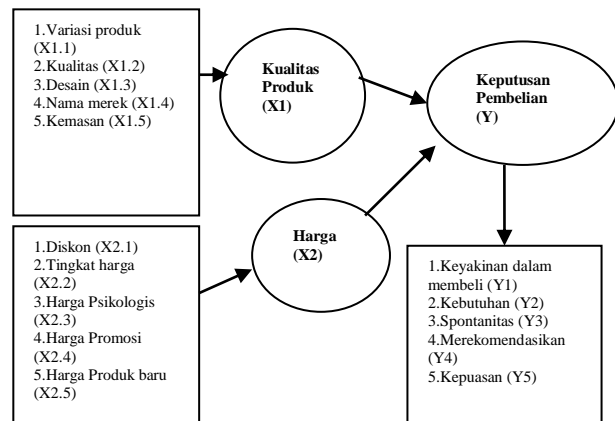 1.Variasi produk
(X1.1)
2.Kualitas (X1.2)
3.Desain (X1.3)
4.Nama merek (X1.4)
5.Kemasan (X1.5)
Kualitas
Produk
(X1)
Keputusan
Pembelian
(Y)
1.Diskon (X2.1)
2.Tingkat harga
(X2.2)
3.Harga Psikologis
(X2.3)
4.Harga Promosi
(X2.4)
5.Harga Produk baru
(X2.5)
Harga
(X2)
1.Keyakinan dalam
membeli (Y1)
2.Kebutuhan (Y2)
3.Spontanitas (Y3)
4.Merekomendasikan
(Y4)
5.Kepuasan (Y5)